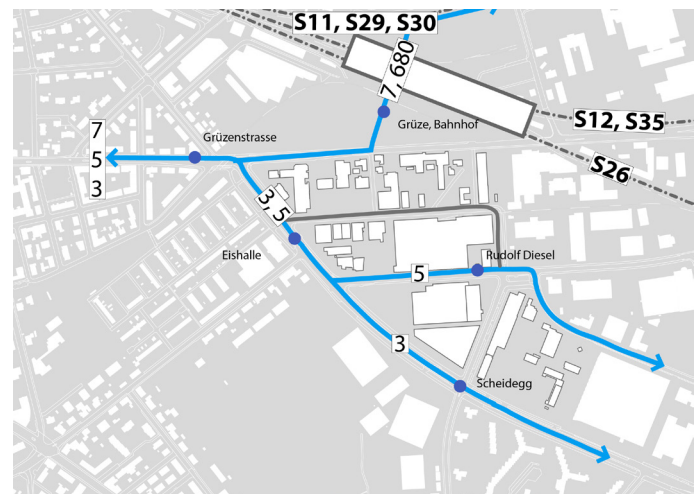 S11, S29, S30
7, 680
Grüze, Bahnhof
S12, S35
S26
Grüzenstrasse
7
5
3
3, 5
Eishalle
Rudolf Diesel
5
3
Scheidegg